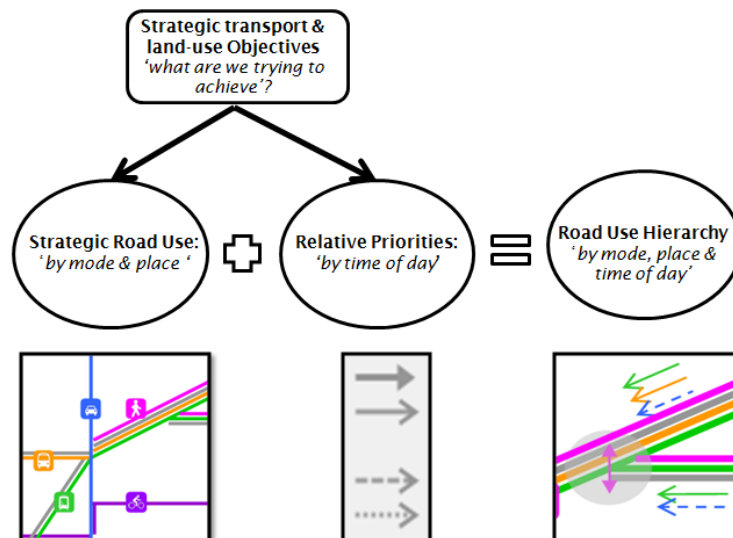 Strategic transport &
land-use Objectives
‘what are we trying to
achieve’?
Strategic Road Use:
‘by mode & place ‘
Relative Priorities:
‘by time of day’
Road Use Hierarchy
‘by mode, place &
time of day’